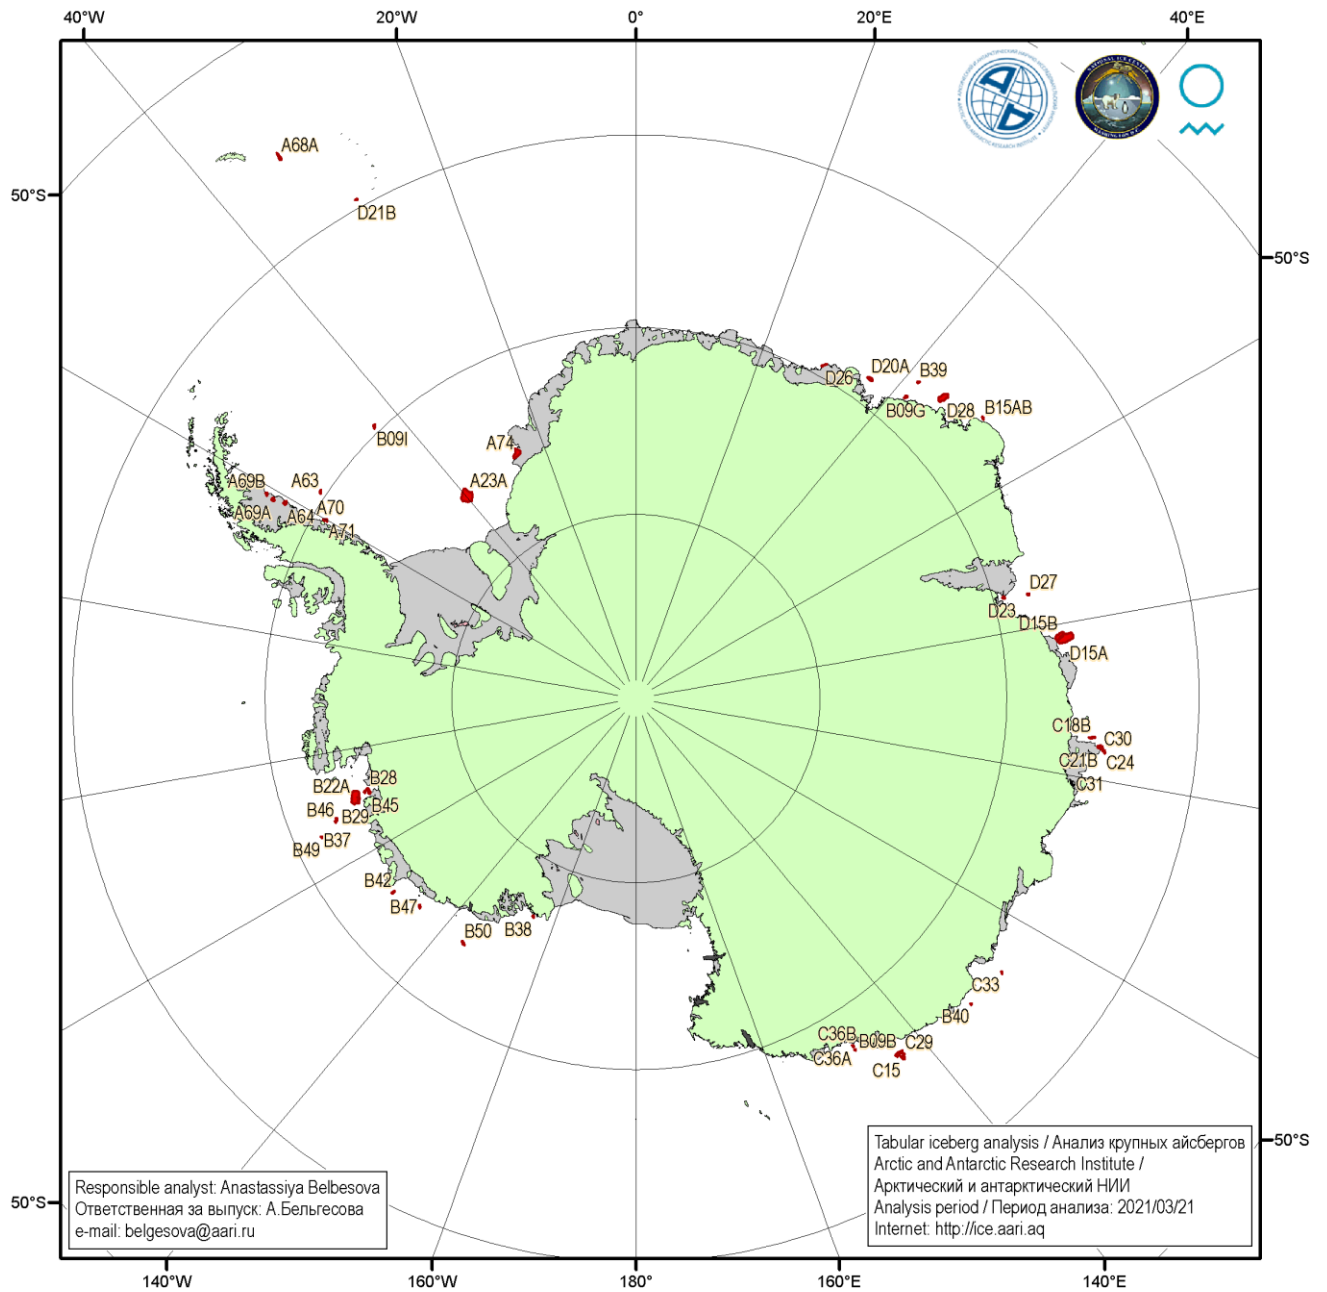 40°W
20°W
0°
20°E
40°E
50°S
50°S
A68A
D21B
D26
D20A
B39
B09G
D28
B15AB
B09I
A74
A23A
A69B
A63
A69A
A64
A70
A71
D27
D23
D15B
D15A
C18B
C30
C21B
C24
C31
B28
B22A
B45
B46
B29
B37
B49
B42
B47
B50
B38
C33
B40
C36B
B09B
C29
C36A
C15
50°S
50°S
Tabular iceberg analysis / Анализ крупных айсбергов
Arctic and Antarctic Research Institute /
Арктический и антарктический НИИ
Analysis period / Период анализа: 2021/03/21
Internet: http://ice.aari.aq
Responsible analyst: Anastassiya Belbesova
Ответственная за выпуск: А.Бельгесова
e-mail: belgesova@aari.ru
140°W
160°W
180°
160°E
140°E